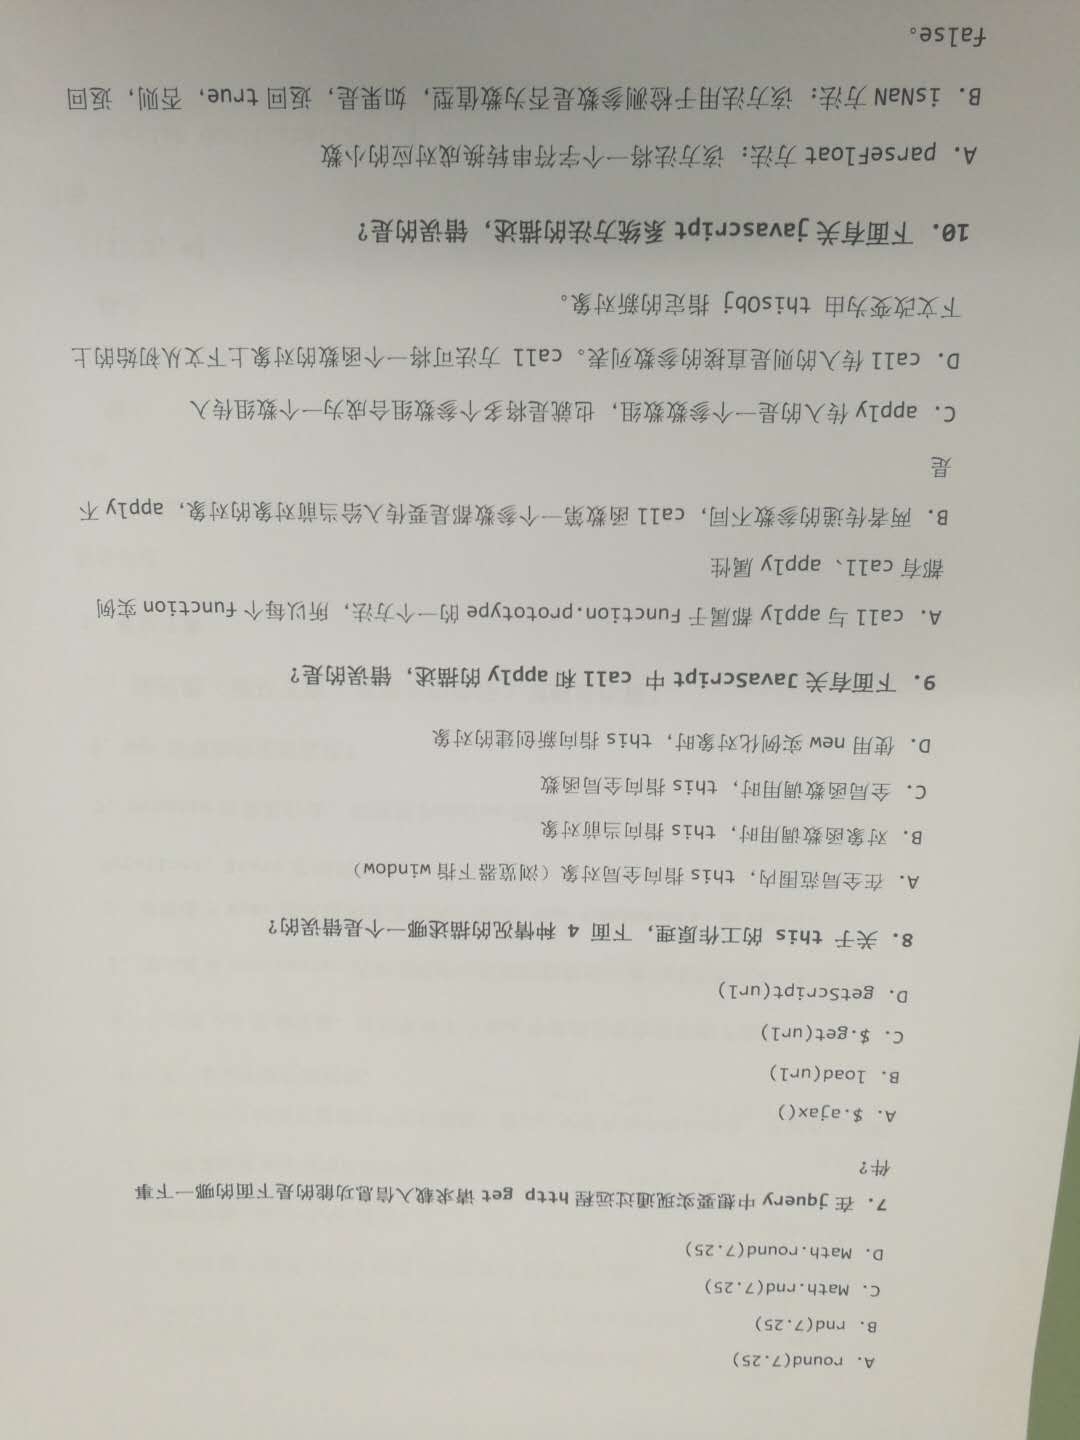 A. round(7.25)
B. rnd(7.25)
C. Math.rnd(7.25)
D. Math.round(7.25)
7. 在 jquery 中想要实现通过远程 http get 请求载入信息功能的是下面的哪一下事
件？
A. $.ajax()
B. load(url)
C. $.get(url)
D. getScript(url)
8. 关于 this 的工作原理，下面 4 种情况的描述哪一个是错误的？
A. 在全局范围内，this 指向全局对象（浏览器下指 window）
B. 对象函数调用时，this 指向当前对象
C. 全局函数调用时，this 指向全局函数
D. 使用 new 实例化对象时，this 指向新创建的对象
9. 下面有关 JavaScript 中 call 和 apply 的描述，错误的是？
A. call 与 apply 都属于 Function.prototype 的一个方法，所以每个 function 实例
都有 call、apply 属性
B. 两者传递的参数不同，call 函数第一个参数都是要传入给当前对象的对象，apply 不
是
C. apply 传入的是一个参数数组，也就是将多个参数组合成为一个数组传入
D. call 传入的则是直接的参数列表。call 方法可将一个函数的对象上下文从初始的上
下文改变为由 thisObj 指定的新对象。
10. 下面有关 javascript 系统方法的描述，错误的是？
A. parseFloat 方法：该方法将一个字符串转换成对应的小数
B. isNaN 方法：该方法用于检测参数是否为数值型，如果是，返回 true，否则，返回
false。